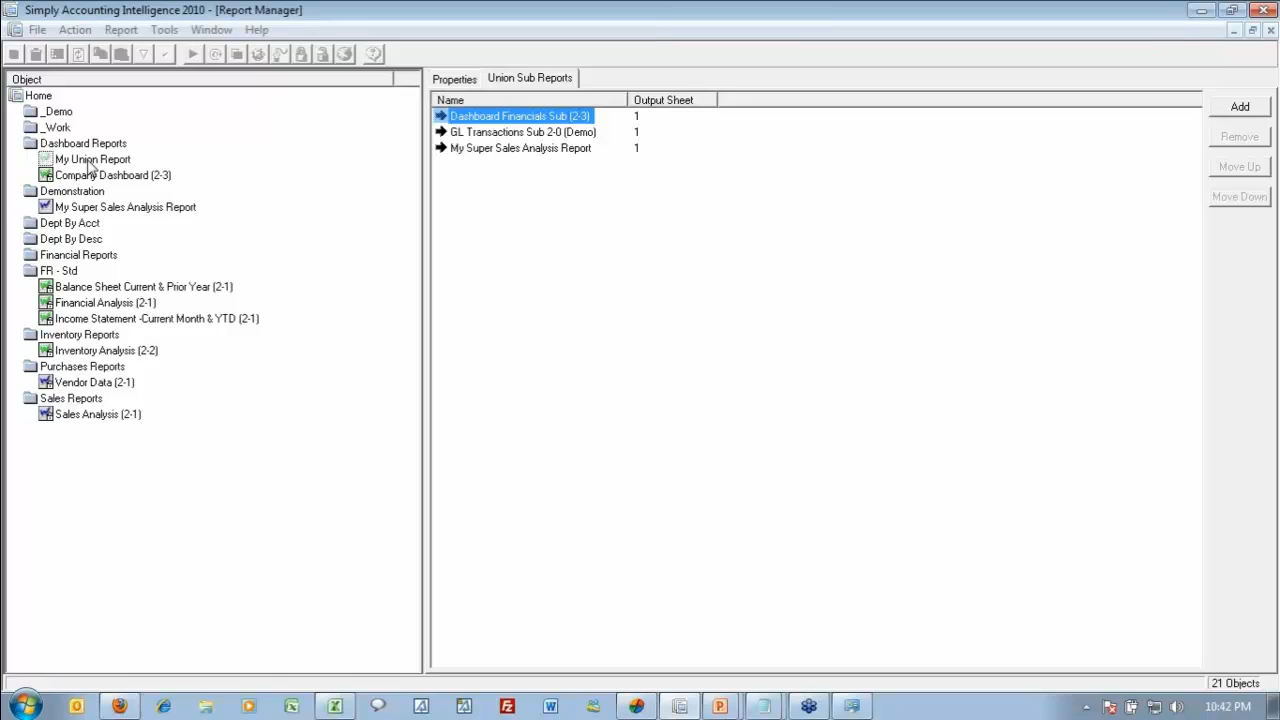 Simply Accounting Intelligence 2010 - [Report Manager]
File Action Report Tools Window Help
Object
Home
_Demo
_Work
Dashboard Reports
My Union Report
Company Dashboard (2-3)
Demonstration
My Super Sales Analysis Report
Dept By Acct
Dept By Desc
Financial Reports
FR - Std
Balance Sheet Current & Prior Year (2-1)
Financial Analysis (2-1)
Income Statement -Current Month & YTD (2-1)
Inventory Reports
Inventory Analysis (2-2)
Purchases Reports
Vendor Data (2-1)
Sales Reports
Sales Analysis (2-1)
Properties Union Sub Reports
Name Output Sheet
Dashboard Financials Sub (2-3) 1
GL Transactions Sub 2-0 (Demo) 1
My Super Sales Analysis Report 1
Add
Remove
Move Up
Move Down
21 Objects
10:42 PM